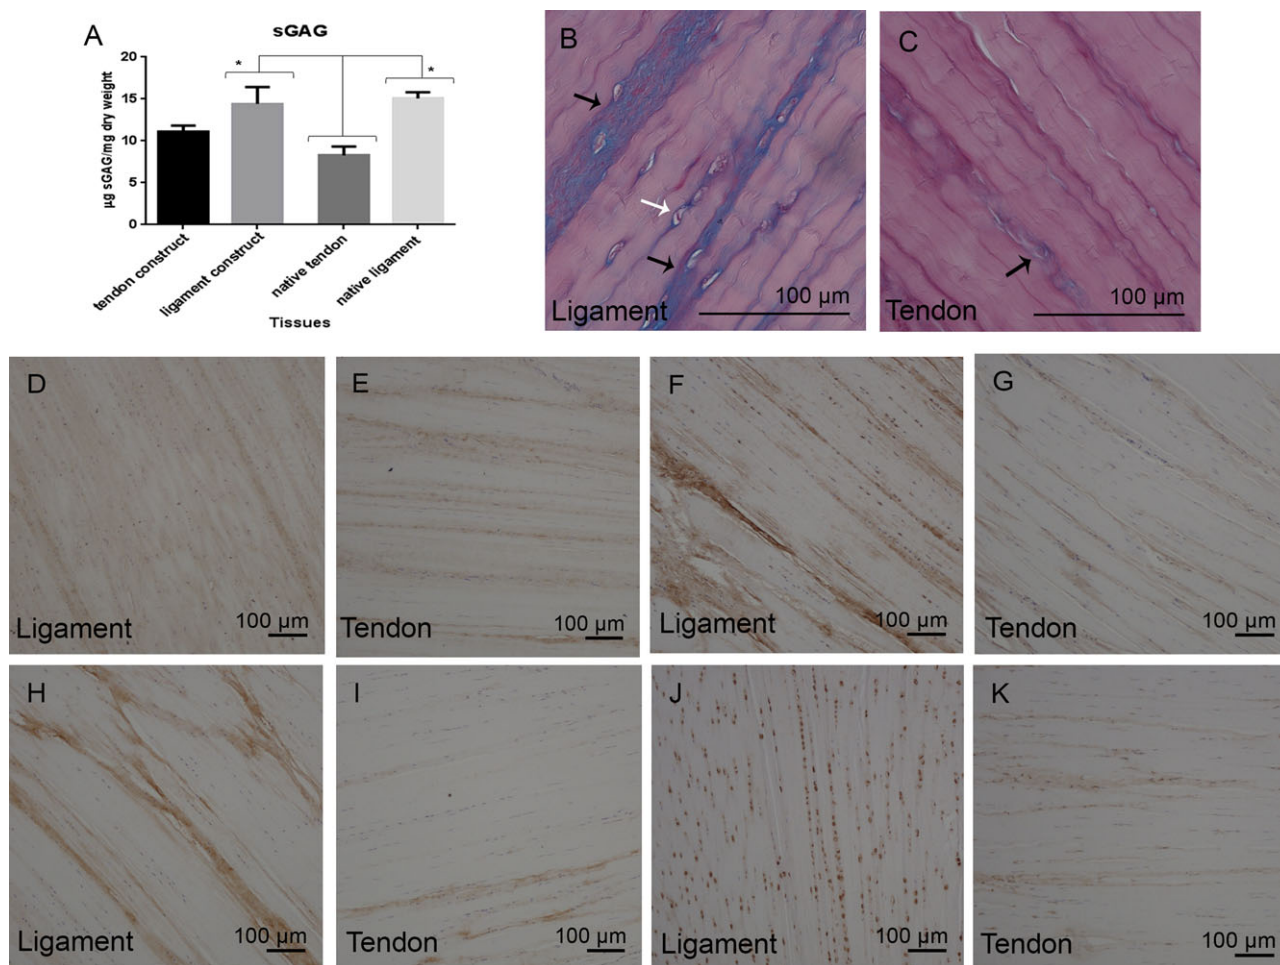 A
sGAG
µg sGAG/mg dry weight
20
15
10
5
0
*
*
tendon construct
ligament construct
native tendon
native ligament
Tissues
B
100 µm
Ligament
C
100 µm
Tendon
D
100 µm
Ligament
E
100 µm
Tendon
F
100 µm
Ligament
G
100 µm
Tendon
H
100 µm
Ligament
I
100 µm
Tendon
J
100 µm
Ligament
K
100 µm
Tendon